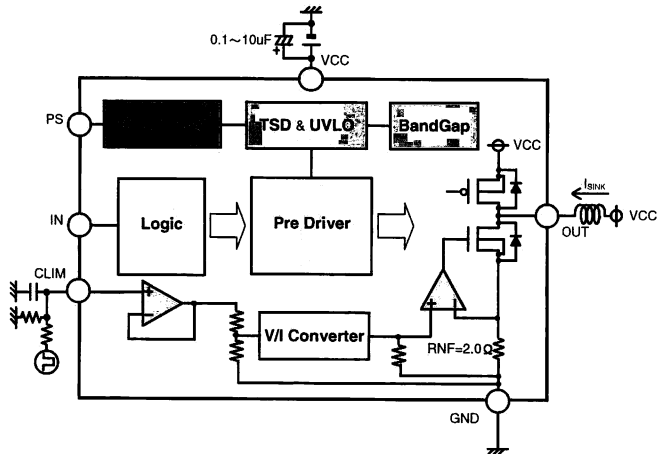 0.1～10uF
VCC
PS
TSD & UVLO
BandGap
VCC
IN
Logic
Pre Driver
I SINK
OUT
VCC
CLIM
V/I Converter
RNF=2.0Ω
GND